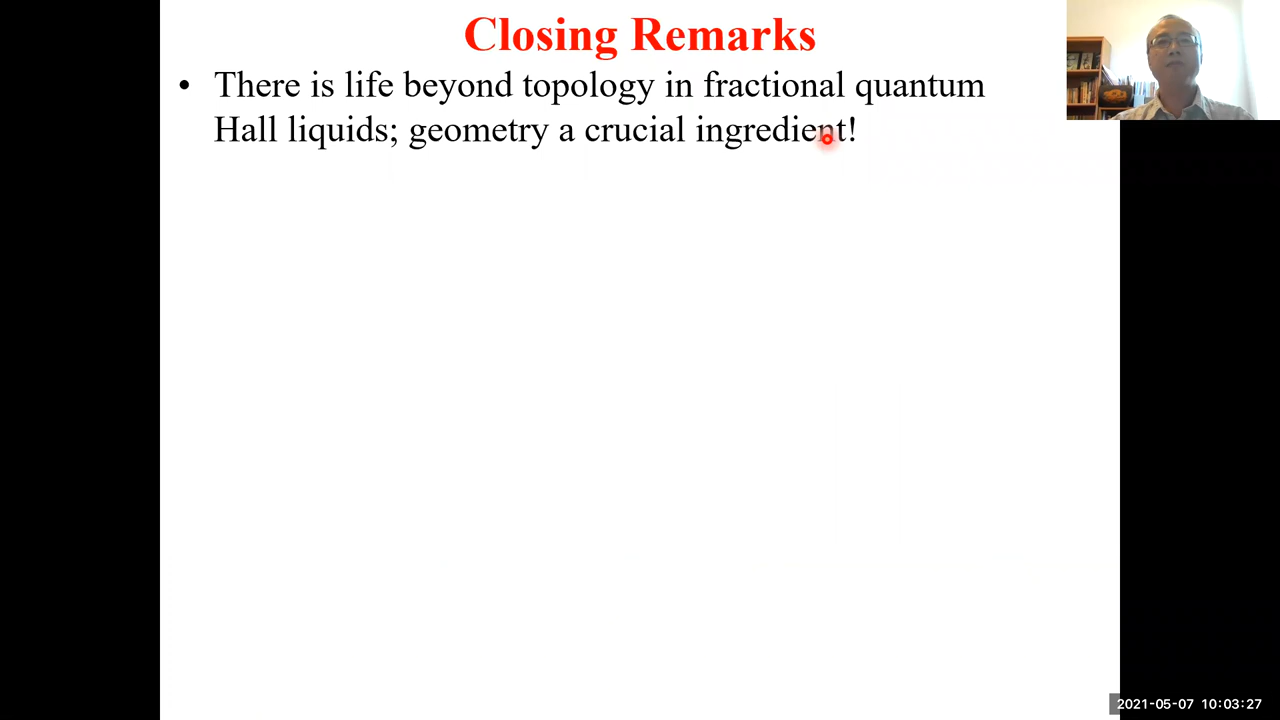 Closing Remarks
• There is life beyond topology in fractional quantum
Hall liquids; geometry a crucial ingredient!
2021-05-07 10:03:27